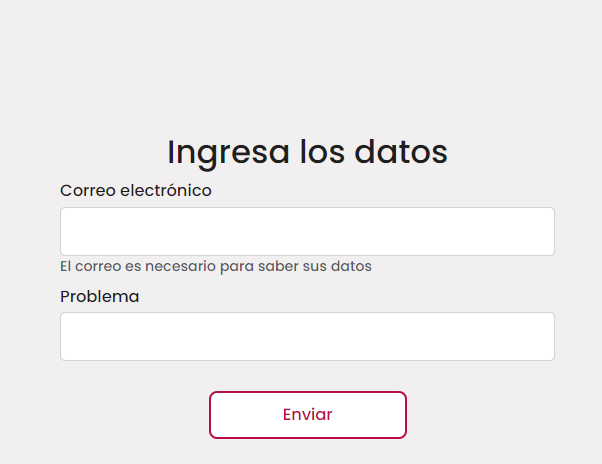 Ingresa los datos
Correo electrónico
El correo es necesario para saber sus datos
Problema
Enviar